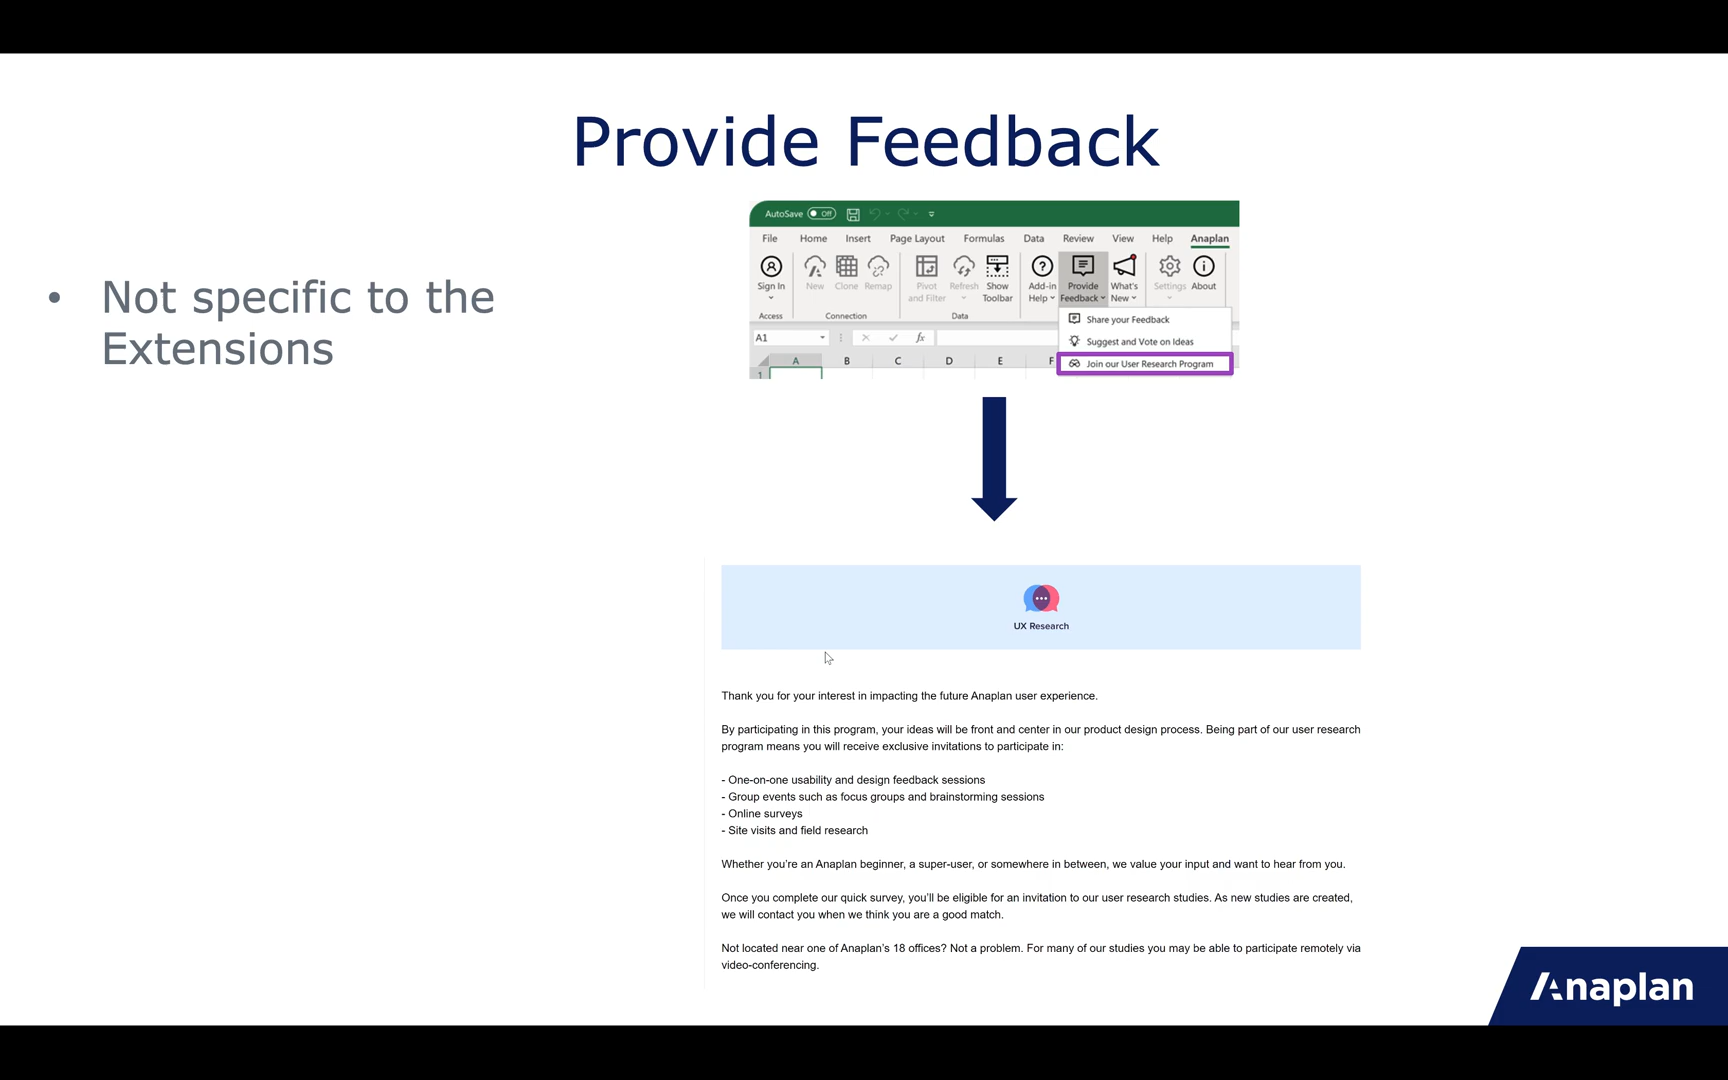 Provide Feedback
• Not specific to the
Extensions
AutoSave Off
File Home Insert Page Layout Formulas Data Review View Help Anaplan
Sign In New Clone Remap Pivot and Filter Refresh Show Toolbar Add-in Help Provide Feedback What's New Settings About
Access Connection Data
Share your Feedback
A1 fx
Suggest and Vote on Ideas
A B C D E F
Join our User Research Program
1
UX Research
Thank you for your interest in impacting the future Anaplan user experience.
By participating in this program, your ideas will be front and center in our product design process. Being part of our user research
program means you will receive exclusive invitations to participate in:
- One-on-one usability and design feedback sessions
- Group events such as focus groups and brainstorming sessions
- Online surveys
- Site visits and field research
Whether you're an Anaplan beginner, a super-user, or somewhere in between, we value your input and want to hear from you.
Once you complete our quick survey, you'll be eligible for an invitation to our user research studies. As new studies are created,
we will contact you when we think you are a good match.
Not located near one of Anaplan's 18 offices? Not a problem. For many of our studies you may be able to participate remotely via
video-conferencing.
Anaplan